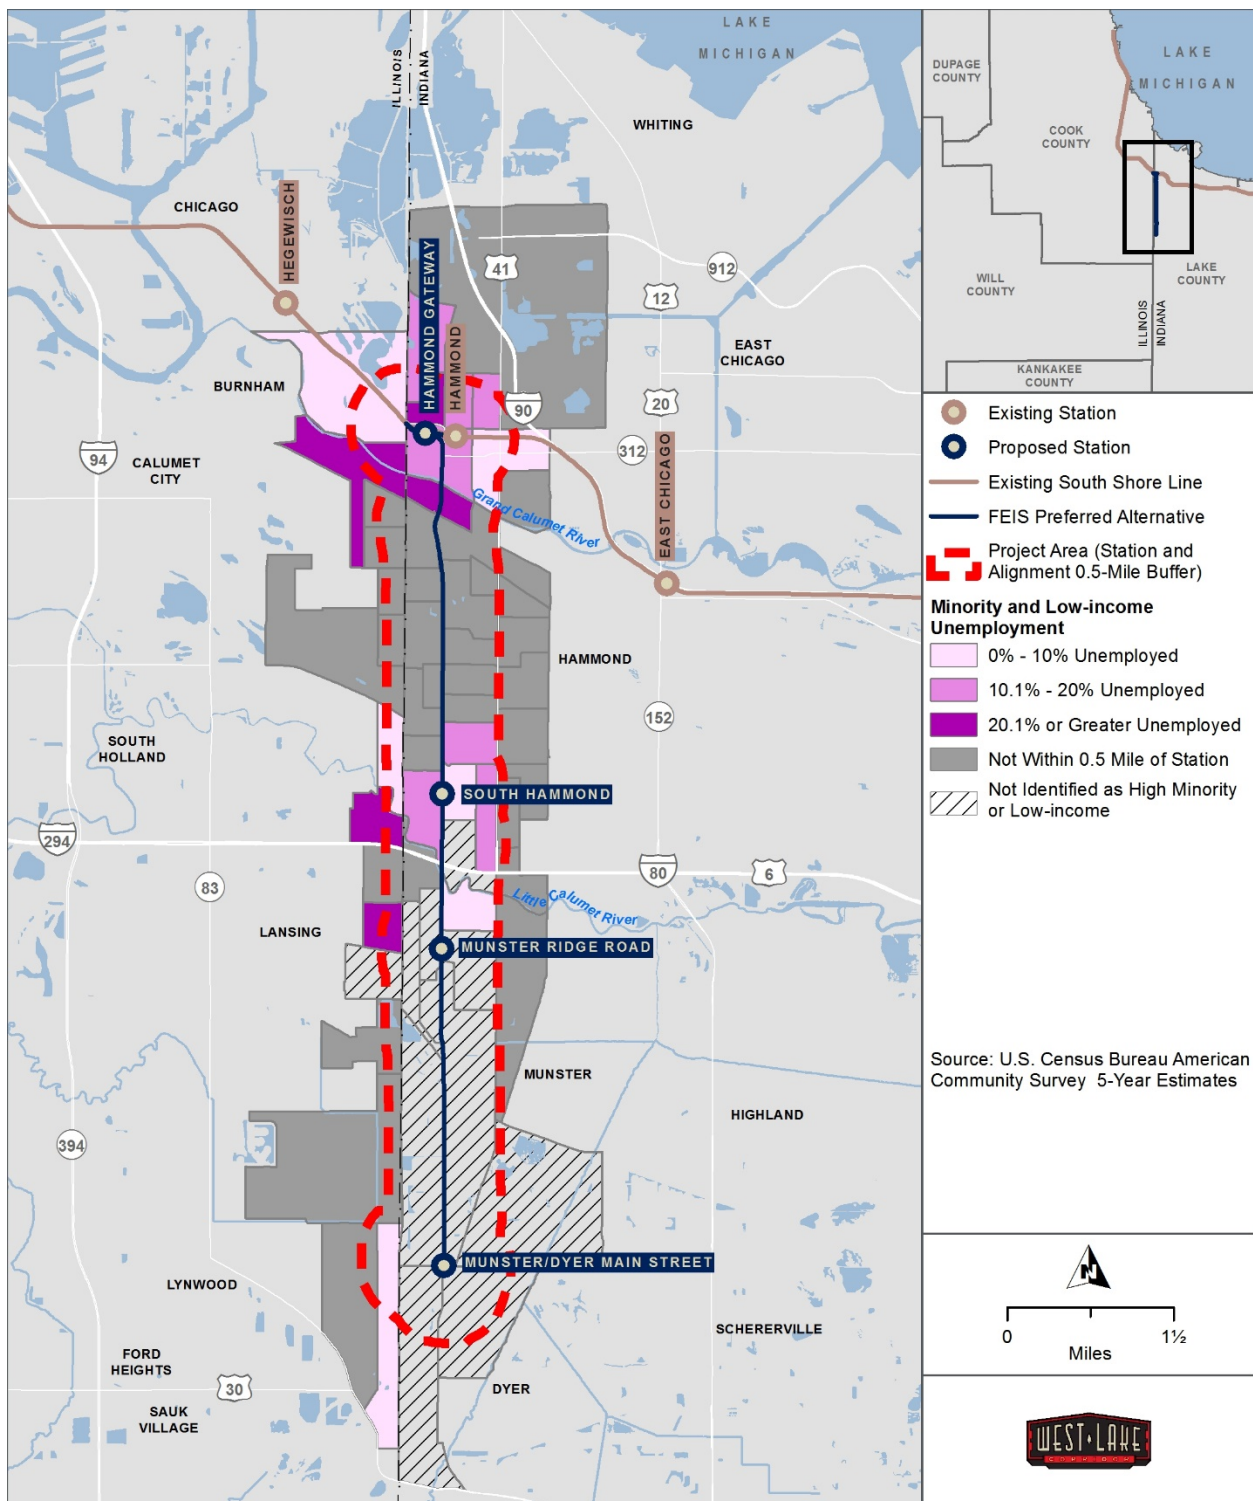 LAKE
MICHIGAN
ILLINOIS
INDIANA
WHITING
CHICAGO
HEGEWISCH
HAMMOND GATEWAY
HAMMOND
41
912
12
EAST
CHICAGO
BURNHAM
90
20
312
94
CALUMET
CITY
EAST CHICAGO
Grand Calumet River
HAMMOND
152
SOUTH
HOLLAND
SOUTH HAMMOND
294
80
6
83
Little Calumet River
LANSING
MUNSTER RIDGE ROAD
MUNSTER
HIGHLAND
394
MUNSTER/DYER MAIN STREET
LYNWOOD
SCHERERVILLE
FORD
HEIGHTS
30
DYER
SAUK
VILLAGE
LAKE
MICHIGAN
DUPAGE
COUNTY
COOK
COUNTY
WILL
COUNTY
LAKE
COUNTY
ILLINOIS
INDIANA
KANKAKEE
COUNTY
Existing Station
Proposed Station
Existing South Shore Line
FEIS Preferred Alternative
Project Area (Station and
Alignment 0.5-Mile Buffer)
Minority and Low-income
Unemployment
0% - 10% Unemployed
10.1% - 20% Unemployed
20.1% or Greater Unemployed
Not Within 0.5 Mile of Station
Not Identified as High Minority
or Low-income
Source: U.S. Census Bureau American
Community Survey 5-Year Estimates
N
0 1½
Miles
WEST LAKE